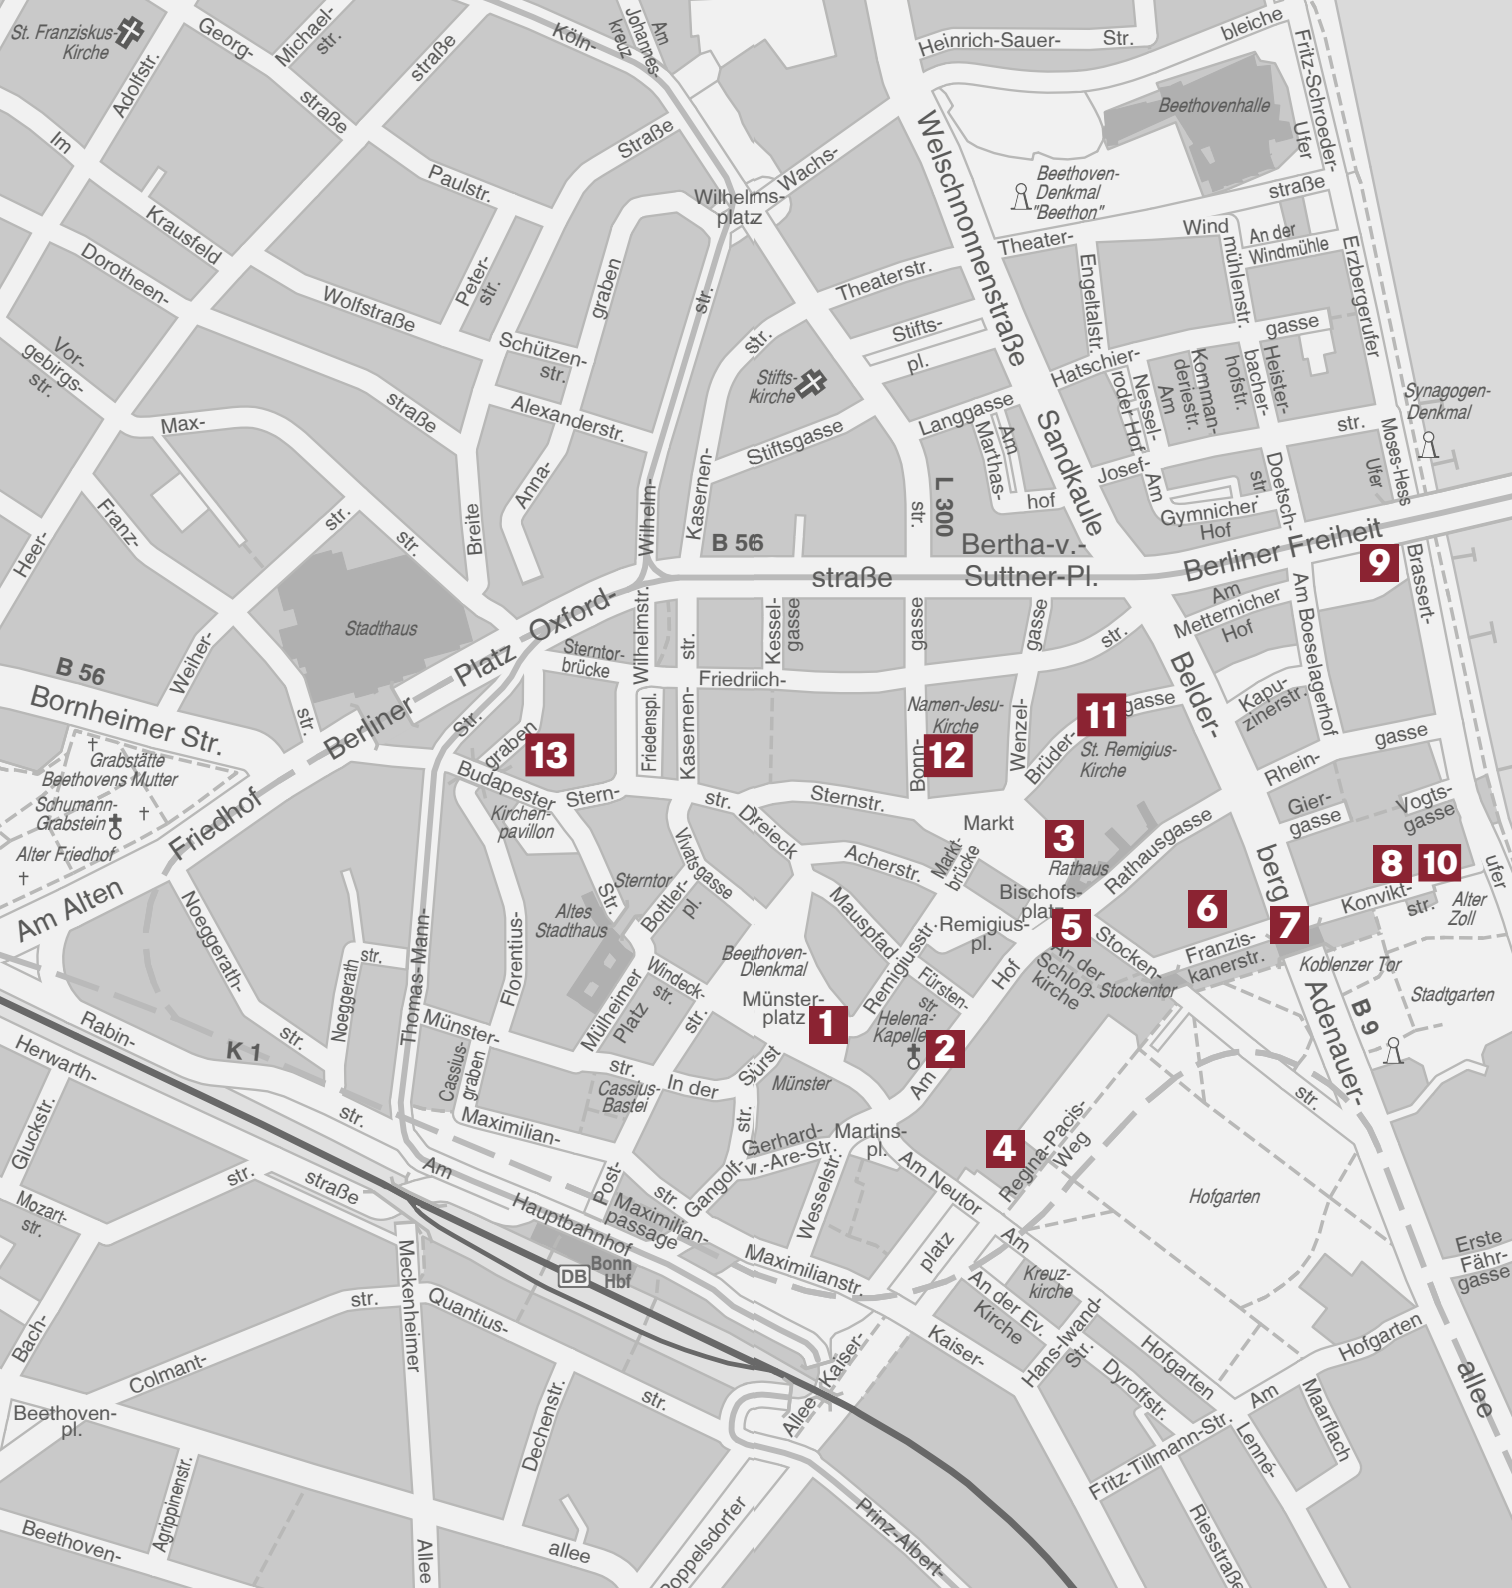 St. Franziskus-
Kirche
Adolfstr.
Georg-
straße
Michael-
str.
straße
Köln-
Am
Johannes-
kreuz
Heinrich-Sauer-
Str.
bleiche
Fritz-Schroeder-
Ufer
Beethovenhalle
Im
Krausfeld
Paulstr.
Straße
Wilhelms-
platz
Wachs-
Welschnonnenstraße
Beethoven-
Denkmal
"Beethon"
straße
Theater-
Wind
mühlenstr.
An der
Windmühle
Erzbergerufer
Dorotheen-
straße
Wolfstraße
Peter-
str.
graben
str.
Theaterstr.
Engeltalstr.
Stifts-
pl.
gasse
Vor-
gebirgs-
str.
Schützen-
str.
str.
Hatschier-
Stifts-
kirche
Nessel-
roder Hof
Am
Komman-
deriestr.
hofstr.
bacher-
Heister-
Synagogen-
Denkmal
Max-
Alexanderstr.
Langgasse
Am
Marthas-
hof
Sandkaule
str.
Moses-Hess
Ufer
Stiftsgasse
Josef-
Am
Gymnicher
Hof
str.
Doetsch-
Franz-
str.
str.
Heer-
Anna-
Breite
Wilhelm-
Kasernen-
B 56
L 300
str.
Bertha-v.-
Suttner-Pl.
straße
Berliner Freiheit
9
Brassert-
Stadthaus
Oxford-
Wilhelmstr.
str.
Kessel-
gasse
gasse
gasse
str.
Am
Metternicher
Hof
Am Boeselagerhof
Weiher-
str.
B 56
Bornheimer Str.
Berliner
Platz
Sterntor-
brücke
Friedriich-
Belder-
Kapu-
zinerstr.
Namen-Jesu-
Kirche
Wenzel-
11
gasse
Brüder-
St. Remigius-
Kirche
12
Bonn-
Str.
graben
13
Friedenspl.
Kasernen-
Rhein-
gasse
Grabstätte
Beethovens Mutter
Schumann-
Grabstein
Alter Friedhof
Friedhof
Am Alten
Budapester
Stern-
str.
Sternstr.
Kirchen-
pavillon
Dreieck
Markt
3
Rathaus
Rathausgasse
Gier-
gasse
Vogts-
gasse
ufer
Vivatsgasse
Acherstr.
Markt-
brücke
berg
8
10
Konvikt-
str.
Alter
Zoll
Sterntor
Bottler-
pl.
Str.
Altes
Stadthaus
Bischofs-
platz
6
7
5
Mauspfad
Remigius-
pl.
Stocken-
Franzis-
kanerstr.
Noeggerath-
str.
Noeggerath
str.
Thomas-Mann-
Florentius-
Beethoven-
Dlenkmal
Remigiusstr.
Hof
An der
Schloß-
kirche
Stockentor
Koblenzer Tor
Stadtgarten
Windeck-
str.
str.
Münster-
platz
1
Fürsten-
str
Helena-
Kapelle
2
Am
Adenauer-
B 9
Mülheimer
Platz
Münster-
str.
Rabin-
str.
Herwarth-
straße
K 1
Cassius-
graben
Cassius-
Bastei
In der
Sürst
Münster
str.
Gluckstr.
Maximilian-
str.
Gerhard-
v.-Are-Str.
Martins-
pl.
4
Regina-Pacis-
Weg
Hofgarten
Mozart-
str.
str.
Am
Hauptbahnhof
Post-
Maximilian-
passage
Gangolf-
Wesselstr.
Am Neutor
Am
Hofgarten
Erste
Fähr-
gasse
Bach-
Meckenheimer
Allee
DB
Bonn
Hbf
Maximilianstr.
platz
An der Ev.
Kirche
Kreuz-
kirche
Hans-Iwand-
Str.
Colmant-
str.
Quantius-
str.
Kaiser-
Kaiser-
Allee
Dyroffstr.
Am
Hofgarten
allee
Maarflach
Beethoven-
pl.
Dechenstr.
Fritz-Tillmann-Str.
Lenné-
str.
Agrippinenstr.
Beethoven-
allee
Poppelsdorfer
Prinz-Albert-
Riesstraße